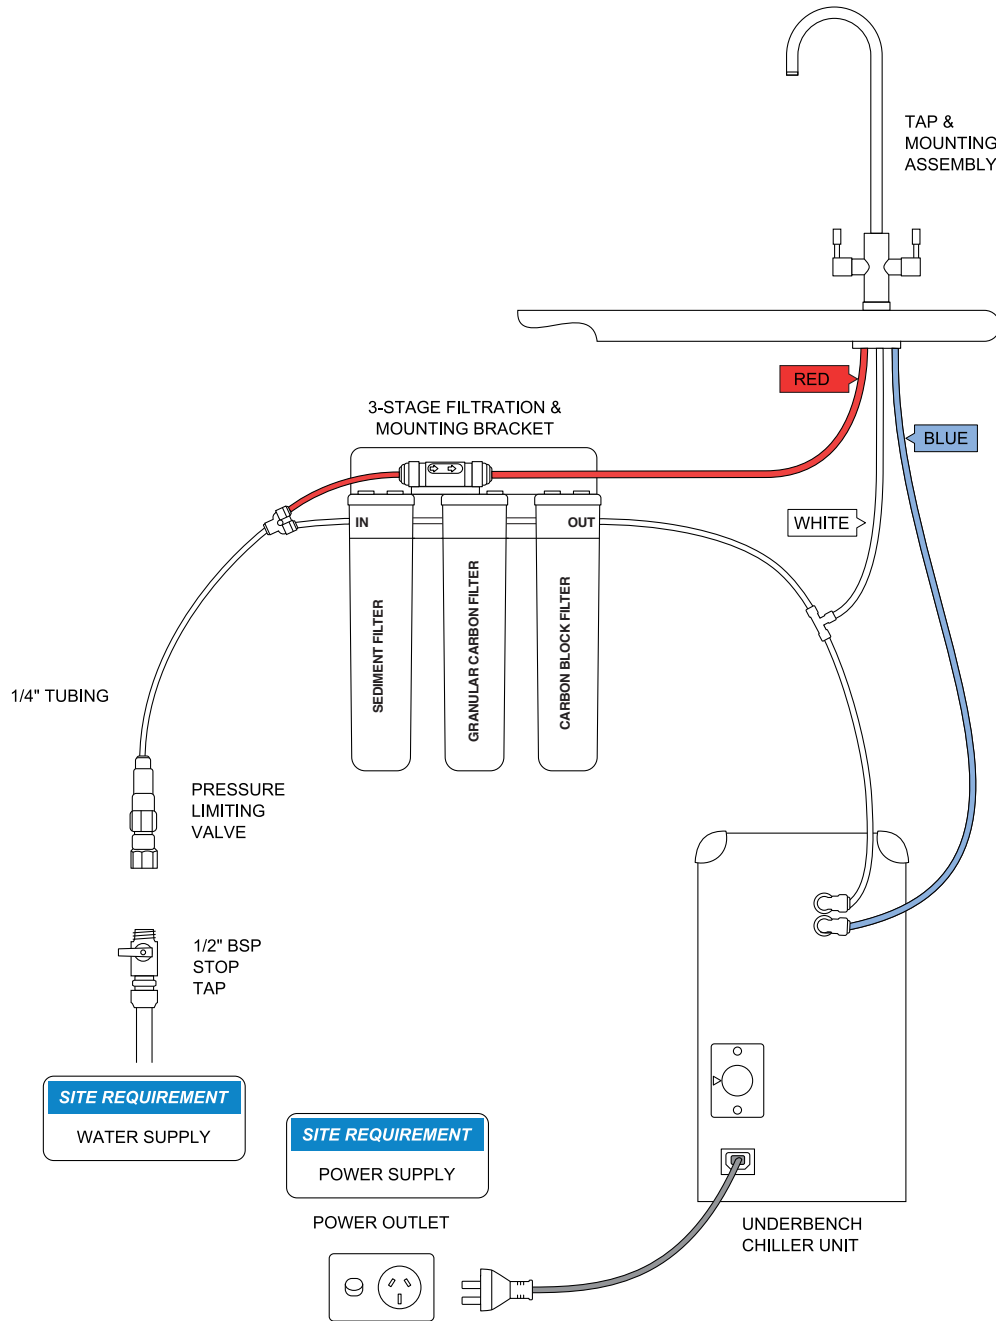 TAP &
MOUNTING
ASSEMBLY
RED
BLUE
WHITE
3-STAGE FILTRATION &
MOUNTING BRACKET
IN
OUT
SEDIMENT FILTER
GRANULAR CARBON FILTER
CARBON BLOCK FILTER
1/4" TUBING
PRESSURE
LIMITING
VALVE
1/2" BSP
STOP
TAP
SITE REQUIREMENT
WATER SUPPLY
SITE REQUIREMENT
POWER SUPPLY
POWER OUTLET
UNDERBENCH
CHILLER UNIT